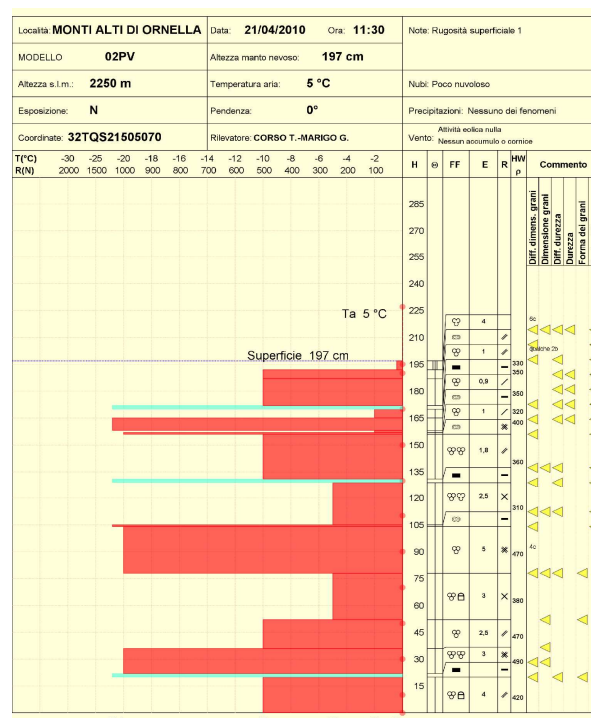 Località: MONTI ALTI DI ORNELLA Data: 21/04/2010 Ora: 11:30 Note: Rugosità superficiale 1
MODELLO 02PV Altezza manto nevoso: 197 cm
Altezza s.l.m.: 2250 m Temperatura aria: 5 °C Nubi: Poco nuvoloso
Esposizione: N Pendenza: 0° Precipitazioni: Nessuno dei fenomeni
Coordinate: 32TQS21505070 Rilevatore: CORSO T.-MARIGO G. Vento: Attività eolica nulla
Nessun accumulo o cornice
T(°C) -30 -25 -20 -18 -16 -14 -12 -10 -8 -6 -4 -2 H Θ FF E R HW Commento
R(N) 2000 1500 1000 900 800 700 600 500 400 300 200 100 ρ
Diff. dimens. grani
Dimensione grani
Diff. durezza
Durezza
Forma dei grani
285
270
255
240
Ta 5 °C 225
4 5c
210
1 2b
Superficie 197 cm 195 330
350
0,9
180 350
1 320
165 400
150 1,8
360
135
120 2,5
310
105
90 5 470 4c
75
3 380
60
45 2,5 470
30 3 490
15
4 420